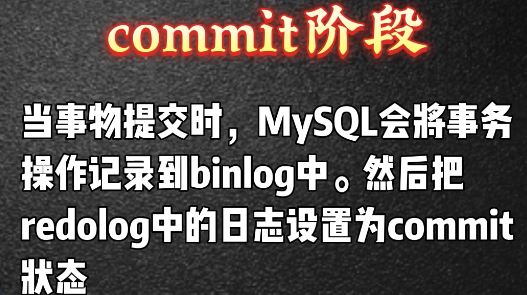 commit阶段
当事物提交时，MySQL会將事务
操作记录到binlog中。然后把
redolog中的日志设置为commit
狀态